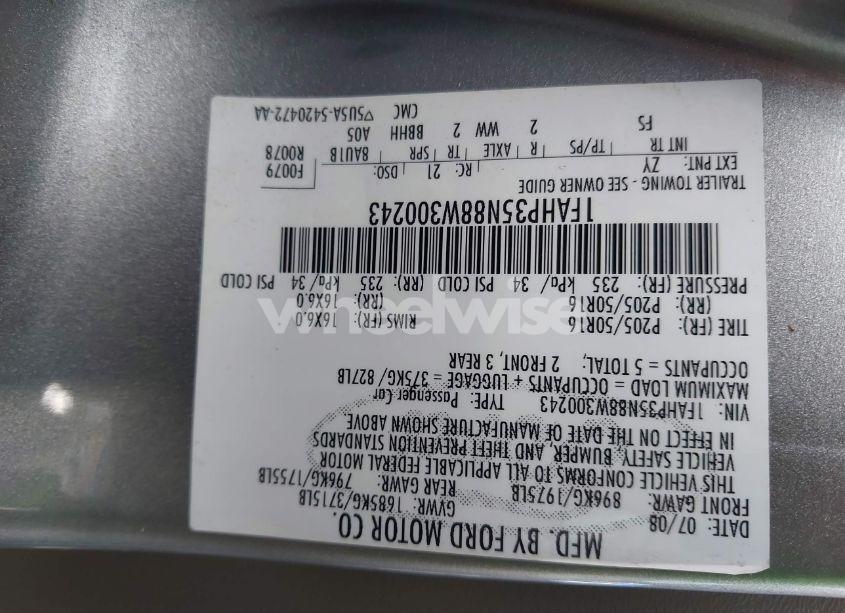 MFD. BY FORD MOTOR CO.
DATE: 07/08 GVWR: 1685KG/3715LB
FRONT GAWR: 896KG/1975LB REAR GAWR: 796KG/1755LB
THIS VEHICLE CONFORMS TO ALL APPLICABLE FEDERAL MOTOR
VEHICLE SAFETY, BUMPER, AND THEFT PREVENTION STANDARDS
IN EFFECT ON THE DATE OF MANUFACTURE SHOWN ABOVE
VIN: 1FAHP35N88W300243 TYPE: Passenger Car
MAXIMUM LOAD = OCCUPANTS + LUGGAGE = 375KG/827LB
OCCUPANTS = 5 TOTAL: 2 FRONT, 3 REAR
TIRE (FR): P205/50R16 RIMS (FR): 16X6.0
(RR): P205/50R16 (RR): 16X6.0
PRESSURE (FR): 235 kPa/34 PSI COLD (RR): 235 kPa/34 PSI COLD
1FAHP35N88W300243
TRAILER TOWING - SEE OWNER GUIDE
EXT PNT: ZY RC: 21 DSO: F0079
INT TR TP/PS R AXLE TR SPR 8AU1B R0078
FS 2 WW 2 BBHH A05
CMC ▽5U5A-5420472-AA
wheelwise